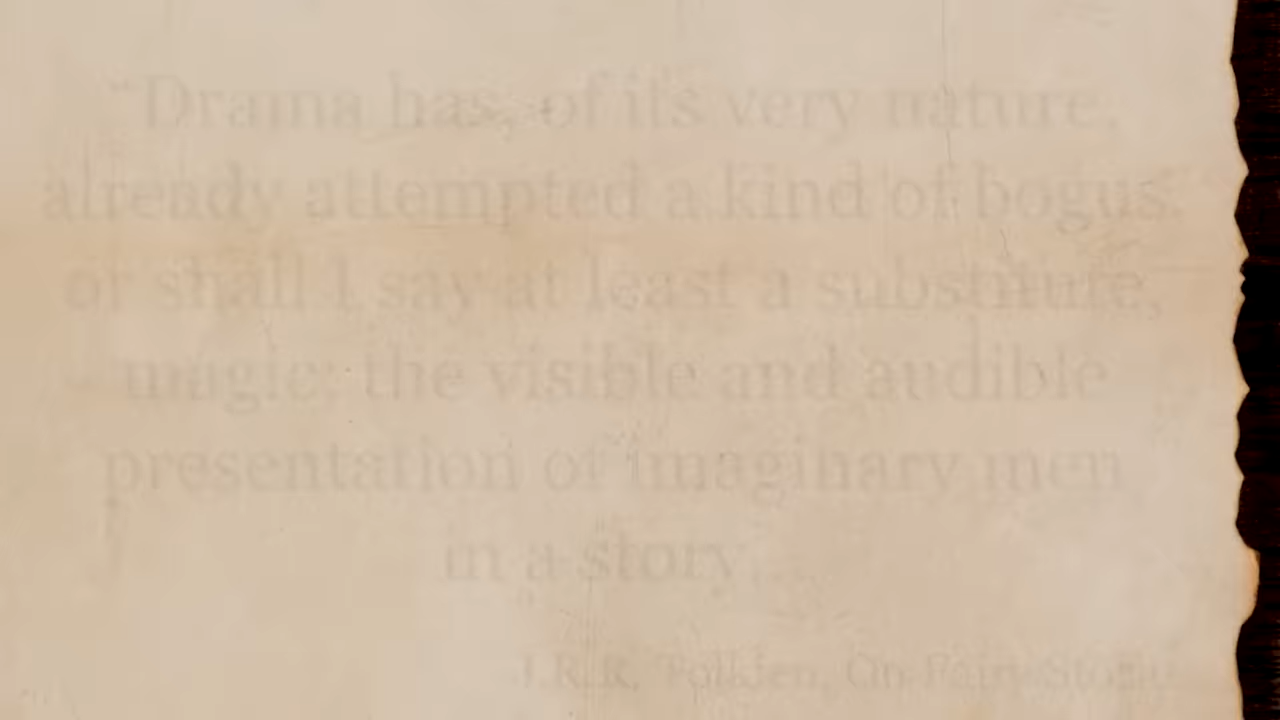 "Drama has, of its very nature,
already attempted a kind of bogus,
or shall I say at least a substitute,
magic: the visible and audible
presentation of imaginary men
in a story.
J.R.R. Tolkien, On Fairy-Stories